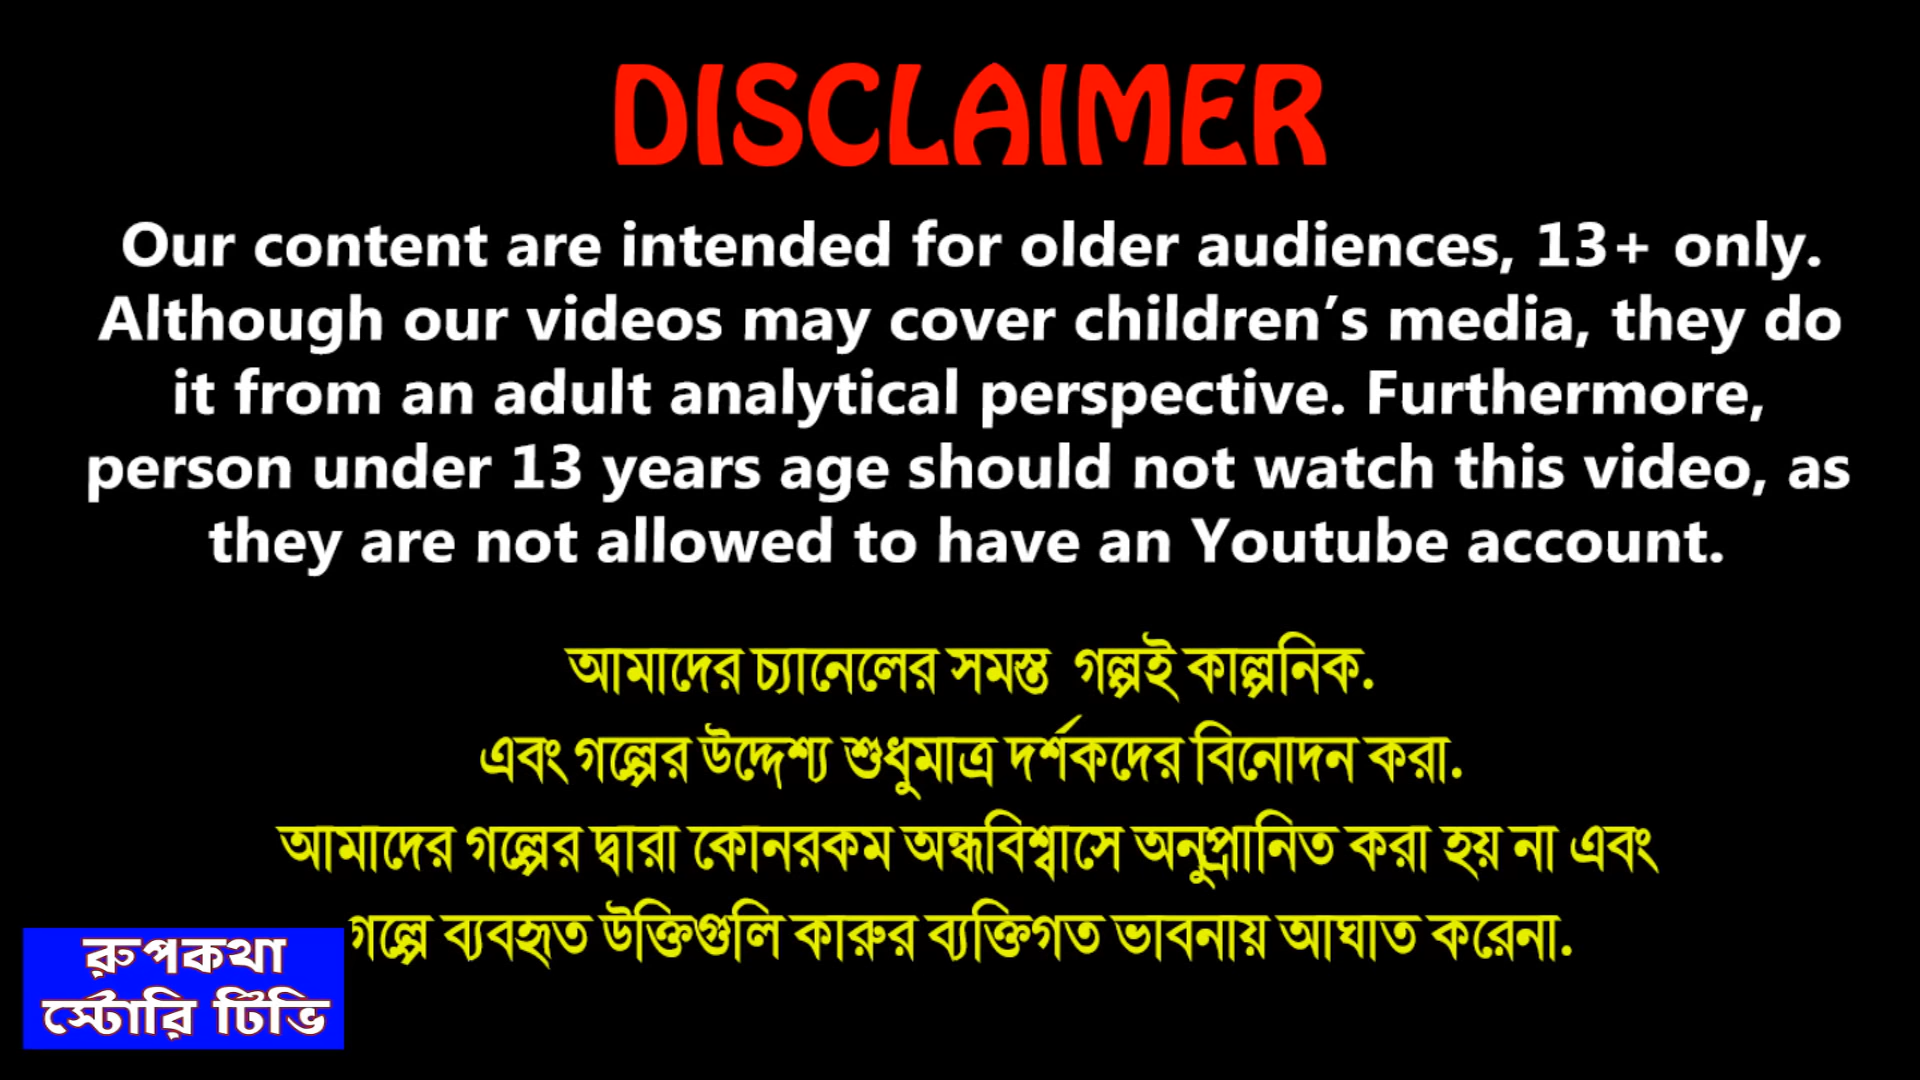 DISCLAIMER
Our content are intended for older audiences, 13+ only.
Although our videos may cover children’s media, they do
it from an adult analytical perspective. Furthermore,
person under 13 years age should not watch this video, as
they are not allowed to have an Youtube account.
আমাদের চ্যানেলের সমস্ত গল্পই কাল্পনিক.
এবং গল্পের উদ্দেশ্য শুধুমাত্র দর্শকদের বিনোদন করা.
আমাদের গল্পের দ্বারা কোনরকম অন্ধবিশ্বাসে অনুপ্রানিত করা হয় না এবং
গল্পে ব্যবহৃত উক্তিগুলি কারুর ব্যক্তিগত ভাবনায় আঘাত করেনা.
রুপকথা
স্টোরি টিভি